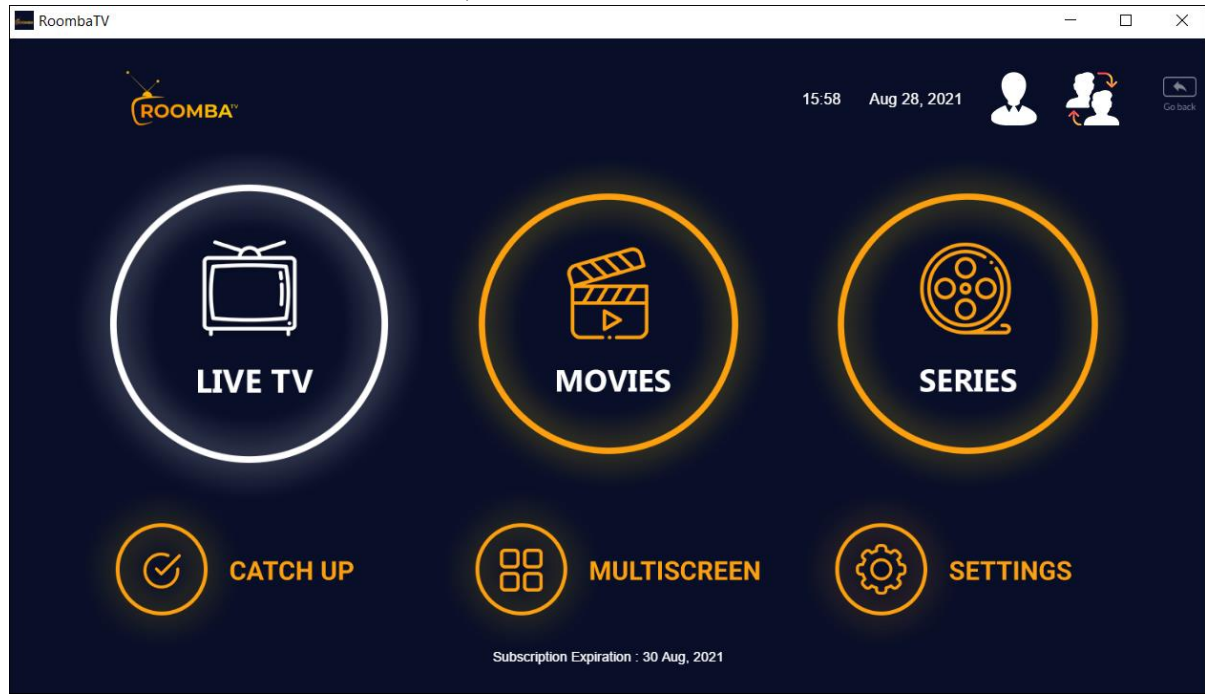 RoombaTV
ROOMBA TV
15:58 Aug 28, 2021
Go back
LIVE TV
MOVIES
SERIES
CATCH UP
MULTISCREEN
SETTINGS
Subscription Expiration : 30 Aug, 2021